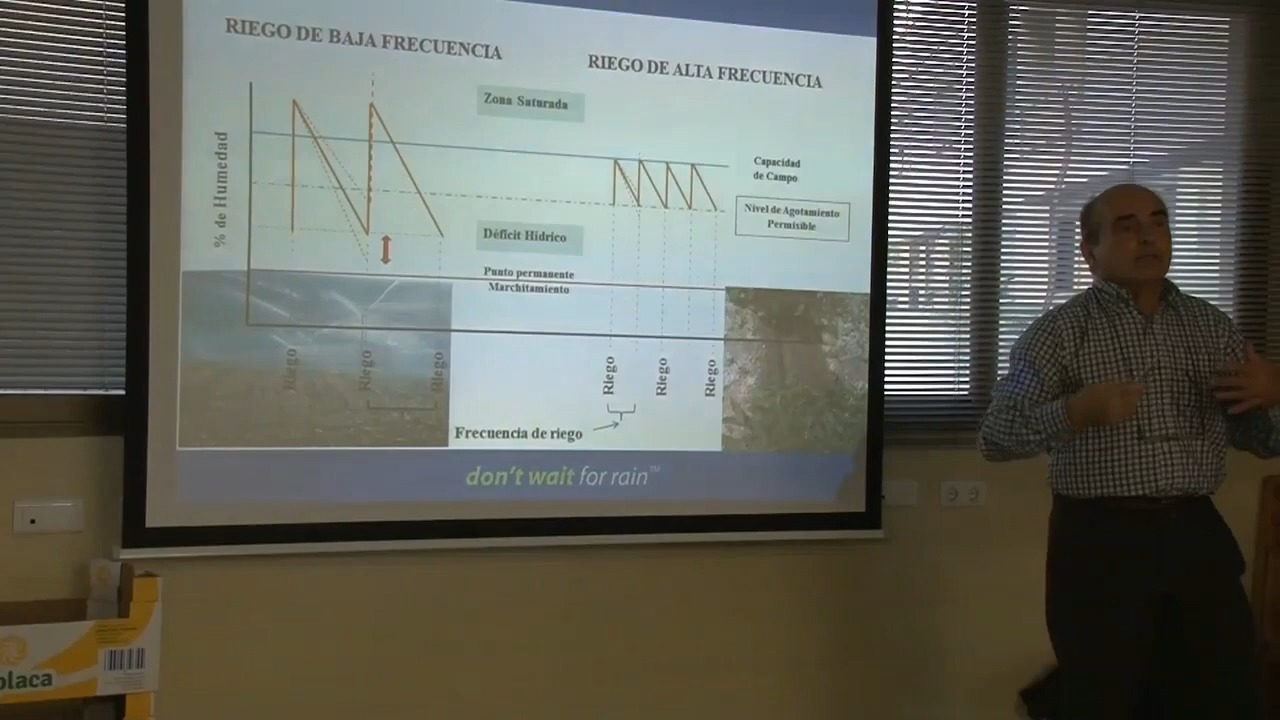 RIEGO DE BAJA FRECUENCIA
RIEGO DE ALTA FRECUENCIA
Zona Saturada
% de Humedad
Capacidad
de Campo
Nivel de Agotamiento
Permisible
Déficit Hídrico
Punto permanente
Marchitamiento
Riego
Riego
Riego
Riego
Riego
Riego
Frecuencia de riego
don't wait for rain™
placa